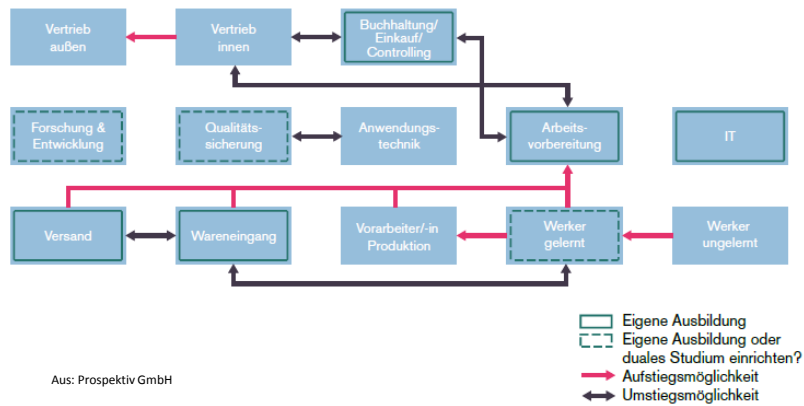 Vertrieb
außen
Vertrieb
innen
Buchhaltung/
Einkauf/
Controlling
Forschung &
Entwicklung
Qualitäts-
sicherung
Anwendungs-
technik
Arbeits-
vorbereitung
IT
Versand
Wareneingang
Vorarbeiter/-in
Produktion
Werker
gelernt
Werker
ungelernt
Eigene Ausbildung
Eigene Ausbildung oder
duales Studium einrichten?
Aufstiegsmöglichkeit
Umstiegsmöglichkeit
Aus: Prospektiv GmbH